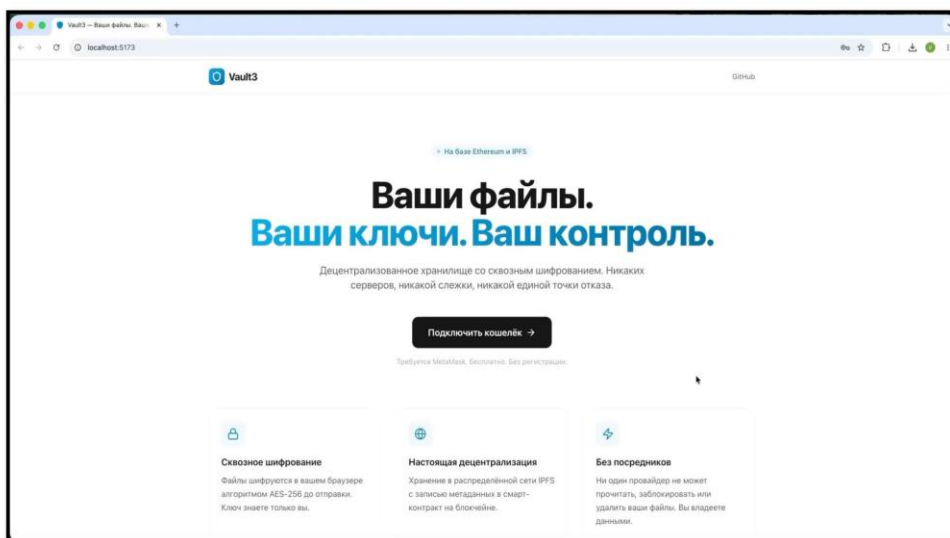 Vault3 — Ваши файлы. Ваши
localhost:5173
Vault3
GitHub
На базе Ethereum и IPFS
Ваши файлы.
Ваши ключи. Ваш контроль.
Децентрализованное хранилище со сквозным шифрованием. Никаких
серверов, никакой слежки, никакой единой точки отказа.
Подключить кошелёк →
Требуется MetaMask. Бесплатно. Без регистрации.
Сквозное шифрование
Файлы шифруются в вашем браузере
алгоритмом AES-256 до отправки.
Ключ знаете только вы.
Настоящая децентрализация
Хранение в распределённой сети IPFS
с записью метаданных в смарт-
контракт на блокчейне.
Без посредников
Ни один провайдер не может
прочитать, заблокировать или
удалить ваши файлы. Вы владеете
данными.